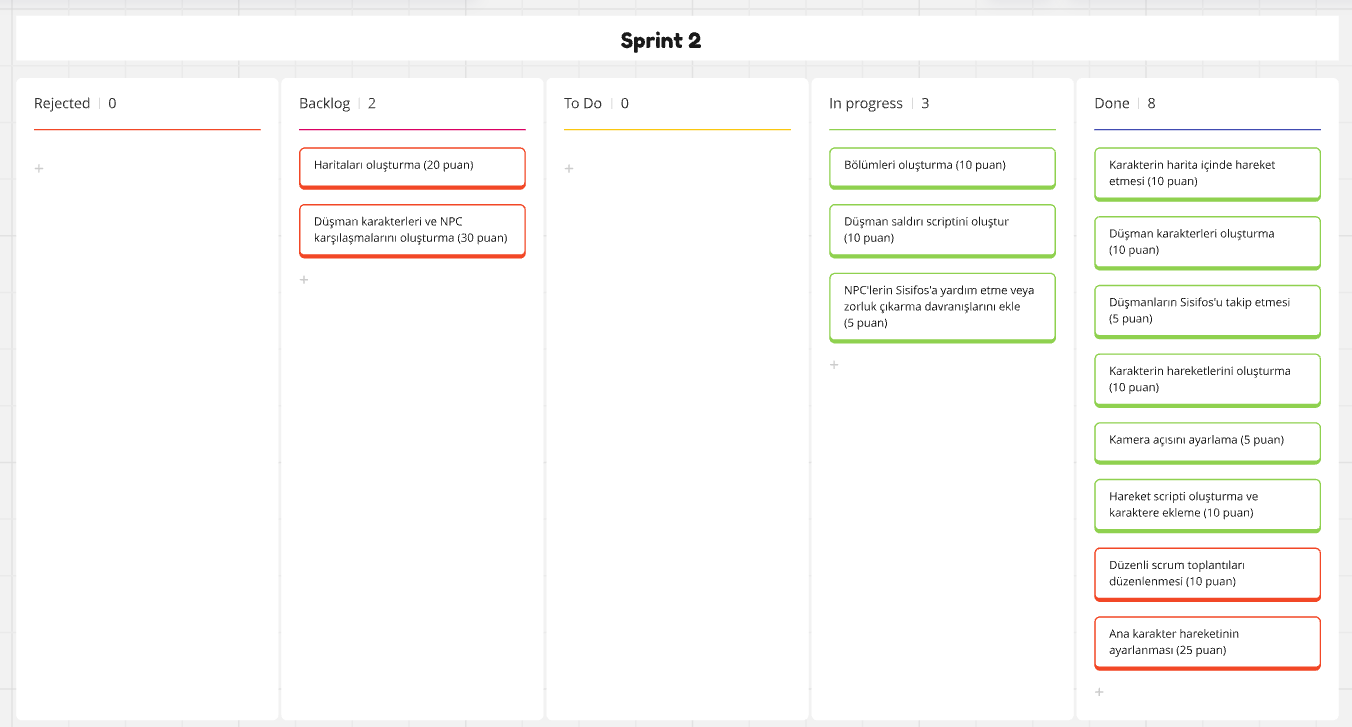 Sprint 2
Rejected | 0
+
Backlog | 2
Haritaları oluşturma (20 puan)
Düşman karakterleri ve NPC
karşılaşmalarını oluşturma (30 puan)
+
To Do | 0
+
In progress | 3
Bölümleri oluşturma (10 puan)
Düşman saldırı scriptini oluştur
(10 puan)
NPC'lerin Sisifos'a yardım etme veya
zorluk çıkarma davranışlarını ekle
(5 puan)
+
Done | 8
Karakterin harita içinde hareket
etmesi (10 puan)
Düşman karakterleri oluşturma
(10 puan)
Düşmanların Sisifos'u takip etmesi
(5 puan)
Karakterin hareketlerini oluşturma
(10 puan)
Kamera açısını ayarlama (5 puan)
Hareket scripti oluşturma ve
karaktere ekleme (10 puan)
Düzenli scrum toplantıları
düzenlenmesi (10 puan)
Ana karakter hareketinin
ayarlanması (25 puan)
+